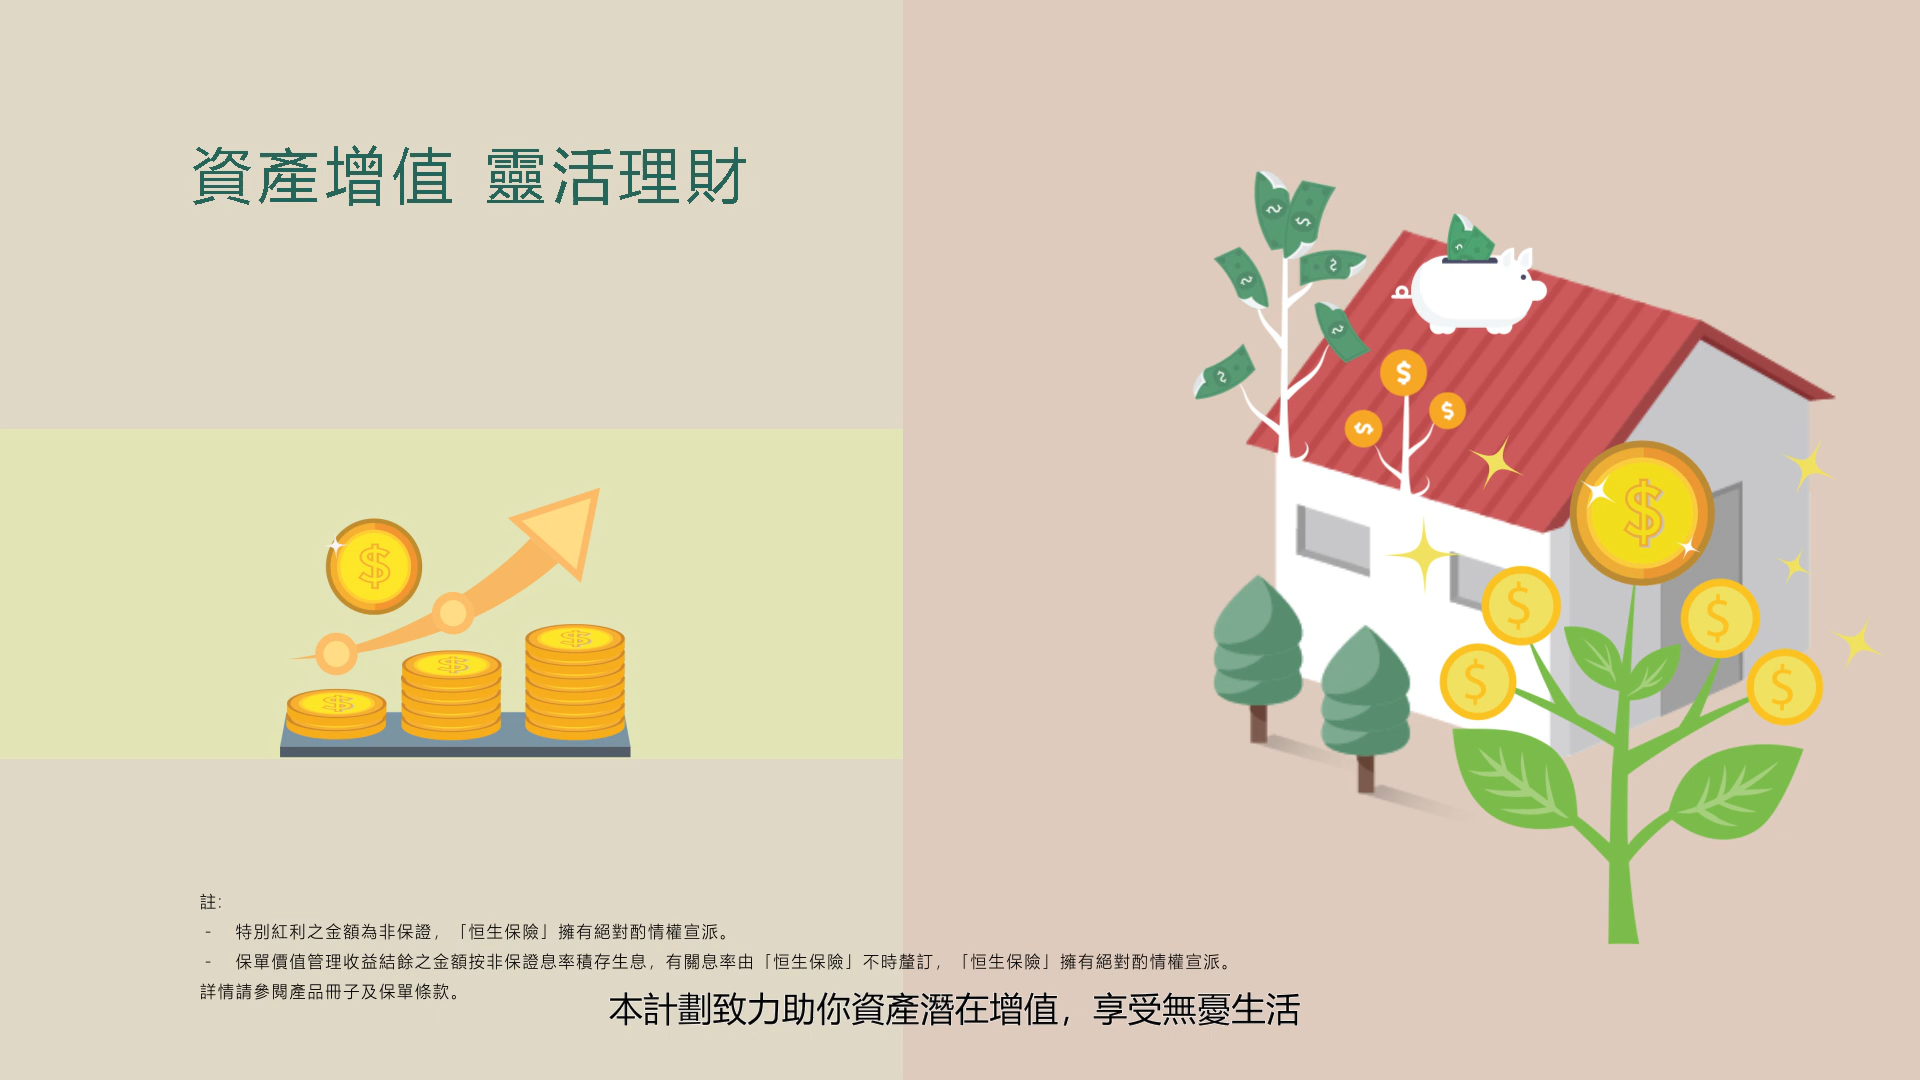 資產增值 靈活理財
註:
- 特別紅利之金額為非保證，「恒生保險」擁有絕對酌情權宣派。
- 保單價值管理收益結餘之金額按非保證息率積存生息，有關息率由「恒生保險」不時釐訂，「恒生保險」擁有絕對酌情權宣派。
詳情請參閱產品冊子及保單條款。
本計劃致力助你資產潛在增值，享受無憂生活